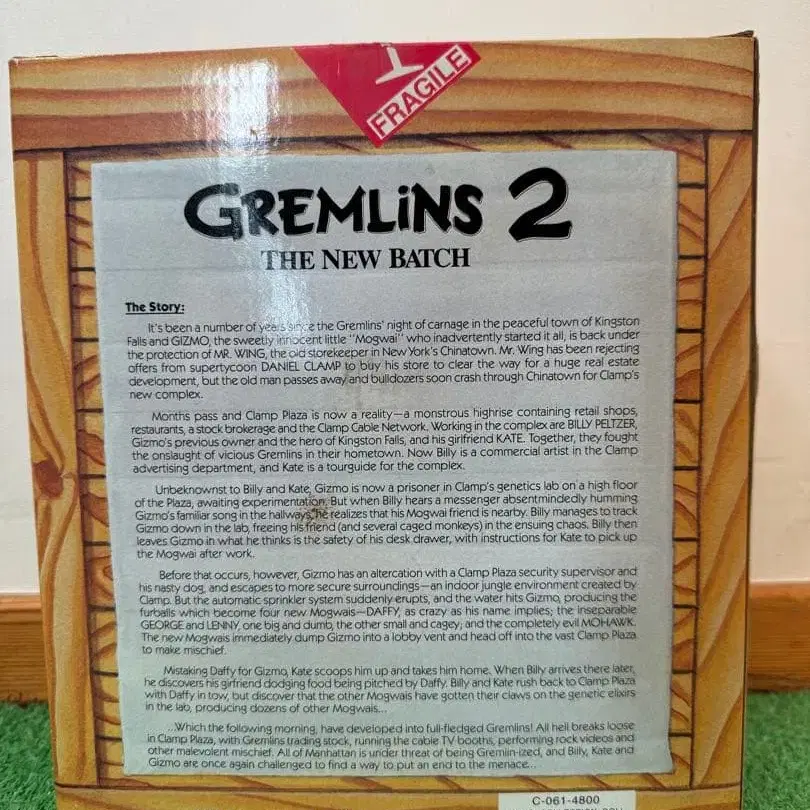 FRAGILE
GREMLiNS 2
THE NEW BATCH
The Story:
It's been a number of years since the Gremlins' night of carnage in the peaceful town of Kingston
Falls and GIZMO, the sweetly innocent little "Mogwai" who inadvertently started it all, is back under
the protection of MR. WING, the old storekeeper in New York's Chinatown. Mr. Wing has been rejecting
offers from supertycoon DANIEL CLAMP to buy his store to clear the way for a huge real estate
development, but the old man passes away and bulldozers soon crash through Chinatown for Clamp's
new complex.
Months pass and Clamp Plaza is now a reality—a monstrous highrise containing retail shops,
restaurants, a stock brokerage and the Clamp Cable Network. Working in the complex are BILLY PELTZER,
Gizmo's previous owner and the hero of Kingston Falls, and his girlfriend KATE. Together, they fought
the onslaught of vicious Gremlins in their hometown. Now Billy is a commercial artist in the Clamp
advertising department, and Kate is a tourguide for the complex.
Unbeknownst to Billy and Kate, Gizmo is now a prisoner in Clamp's genetics lab on a high floor
of the Plaza, awaiting experimentation. But when Billy hears a messenger absentmindedly humming
Gizmo's familiar song in the hallways, he realizes that his Mogwai friend is nearby. Billy manages to track
Gizmo down in the lab, freeing his friend (and several caged monkeys) in the ensuing chaos. Billy then
leaves Gizmo in what he thinks is the safety of his desk drawer, with instructions for Kate to pick up
the Mogwai after work.
Before that occurs, however, Gizmo has an altercation with a Clamp Plaza security supervisor and
his nasty dog, and escapes to more secure surroundings—an indoor jungle environment created by
Clamp. But the automatic sprinkler system suddenly erupts, and the water hits Gizmo, producing the
furballs which become four new Mogwais—DAFFY, as crazy as his name implies; the inseparable
GEORGE and LENNY, one big and dumb, the other small and cagey; and the completely evil MOHAWK.
The new Mogwais immediately dump Gizmo into a lobby vent and head off into the vast Clamp Plaza
to make mischief.
Mistaking Daffy for Gizmo, Kate scoops him up and takes him home. When Billy arrives there later,
he discovers his girlfriend dodging food being pitched by Daffy. Billy and Kate rush back to Clamp Plaza
with Daffy in tow, but discover that the other Mogwais have gotten their claws on the genetic elixirs
in the lab, producing dozens of other Mogwais...
...Which the following morning, have developed into full-fledged Gremlins! All hell breaks loose
in Clamp Plaza, with Gremlins trading stock, running the cable TV booths, performing rock videos and
other malevolent mischief. All of Manhattan is under threat of being Gremlin-ized, and Billy, Kate and
Gizmo are once again challenged to find a way to put an end to the menace...
C-061-4800